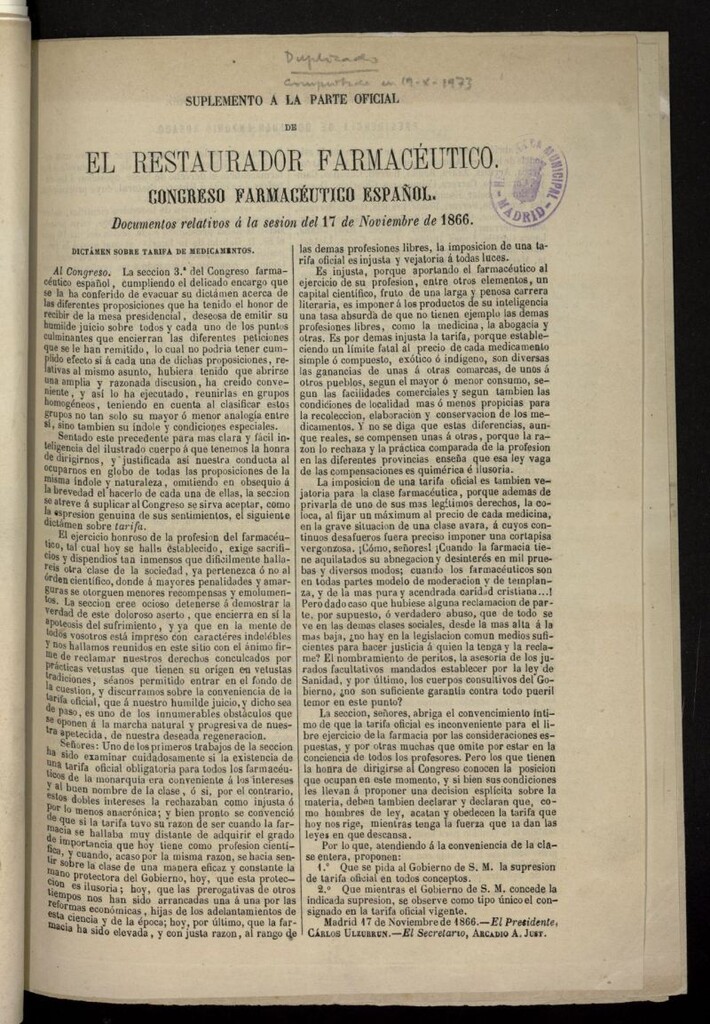 Duplicado
19-X-1973
SUPLEMENTO A LA PARTE OFICIAL
DE
EL RESTAURADOR FARMACÉUTICO.
CONGRESO FARMACÉUTICO ESPAÑOL.
Documentos relativos á la sesion del 17 de Noviembre de 1866.
MUNICIPAL
MADRID
DICTÁMEN SOBRE TARIFA DE MEDICAMENTOS.
Al Congreso. La seccion 3.ª del Congreso farma-
céutico español, cumpliendo el delicado encargo que
se la ha conferido de evacuar su dictámen acerca de
las diferentes proposiciones que ha tenido el honor de
recibir de la mesa presidencial, deseosa de emitir su
humilde juicio sobre todos y cada uno de los puntos
culminantes que encierran las diferentes peticiones
que se le han remitido, lo cual no podria tener cum-
plido efecto si á cada una de dichas proposiciones, re-
lativas al mismo asunto, hubiera tenido que abrirse
una amplia y razonada discusion, ha creido conve-
niente, y así lo ha ejecutado, reunirlas en grupos
homogéneos, teniendo en cuenta al clasificar estos
grupos no tan solo su mayor ó menor analogía entre
sí, sino tambien su índole y condiciones especiales.
Sentado este precedente para mas clara y fácil in-
teligencia del ilustrado cuerpo á que tenemos la honra
de dirigirnos, y justificada así nuestra conducta al
ocuparnos en globo de todas las proposiciones de la
misma índole y naturaleza, omitiendo en obsequio á
la brevedad el hacerlo de cada una de ellas, la seccion
se atreve á suplicar al Congreso se sirva aceptar, como
la espresion genuina de sus sentimientos, el siguiente
dictámen sobre tarifa.
El ejercicio honroso de la profesion del farmacéu-
tico, tal cual hoy se halla establecido, exige sacrifi-
cios y dispendios tan inmensos que dificilmente halla-
reis otra clase de la sociedad, ya pertenezca ó no al
órden científico, donde á mayores penalidades y amar-
guras se otorguen menores recompensas y emolumen-
tos. La seccion cree ocioso detenerse á demostrar la
verdad de este doloroso aserto, que encierra en sí la
apoteosis del sufrimiento, y ya que en la mente de
todos vosotros está impreso con caractéres indelébles
y nos hallamos reunidos en este sitio con el ánimo fir-
me de reclamar nuestros derechos conculcados por
prácticas vetustas que tienen su orígen en vetustas
tradiciones, séanos permitido entrar en el fondo de
la cuestion, y discurramos sobre la conveniencia de la
tarifa oficial, que á nuestro humilde juicio, y dicho sea
de paso, es uno de los innumerables obstáculos que
se oponen á la marcha natural y progresiva de nues-
tra apetecida, de nuestra deseada regeneracion.
Señores: Uno de los primeros trabajos de la seccion
ha sido examinar cuidadosamente si la existencia de
una tarifa oficial obligatoria para todos los farmacéu-
ticos de la monarquía era conveniente á los intereses
y al buen nombre de la clase, ó si, por el contrario,
estos dobles intereses la rechazaban como injusta ó
por lo menos anacrónica; y bien pronto se convenció
de que si la tarifa tuvo su razon de ser cuando la far-
macia se hallaba muy distante de adquirir el grado
de importancia que hoy tiene como profesion cientí-
fica, y cuando, acaso por la misma razon, se hacia sen-
tir sobre la clase de una manera eficaz y constante la
mano protectora del Gobierno, hoy, que esta protec-
cion es ilusoria; hoy, que las prerogativas de otros
tiempos nos han sido arrancadas una á una por las
reformas económicas, hijas de los adelantamientos de
esta ciencia y de la época; hoy, por último, que la far-
macia ha sido elevada, y con justa razon, al rango de
las demas profesiones libres, la imposicion de una ta-
rifa oficial es injusta y vejatoria á todas luces.
Es injusta, porque aportando el farmacéutico al
ejercicio de su profesion, entre otros elementos, un
capital científico, fruto de una larga y penosa carrera
literaria, es imponer á los productos de su inteligencia
una tasa absurda de que no tienen ejemplo las demas
profesiones libres, como la medicina, la abogacía y
otras. Es por demas injusta la tarifa, porque estable-
ciendo un límite fatal al precio de cada medicamento
simple ó compuesto, exótico ó indígeno, son diversas
las ganancias de unas á otras comarcas, de unos á
otros pueblos, segun el mayor ó menor consumo, se-
gun las facilidades comerciales y segun tambien las
condiciones de localidad mas ó menos propicias para
la recoleccion, elaboracion y conservacion de los me-
dicamentos. Y no se diga que estas diferencias, aun-
que reales, se compensen unas á otras, porque la ra-
zon lo rechaza y la práctica comparada de la profesion
en las diferentes provincias enseña que esa ley vaga
de las compensaciones es quimérica é ilusoria.
La imposicion de una tarifa oficial es tambien ve-
jatoria para la clase farmacéutica, porque ademas de
privarla de uno de sus mas legítimos derechos, la co-
loca, al fijar un máximum al precio de cada medicina,
en la grave situacion de una clase avara, á cuyos con-
tinuos desafueros fuera preciso imponer una cortapisa
vergonzosa. ¡Cómo, señores! ¡Cuando la farmacia tie-
ne aquilatados su abnegacion y desinterés en mil prue-
bas y diversos modos; cuando los farmacéuticos son
en todas partes modelo de moderacion y de templan-
za, y de la mas pura y acendrada caridad cristiana...!
Pero dado caso que hubiese alguna reclamacion de par-
te, por supuesto, ó verdadero abuso, que de todo se
ve en las demas clases sociales, desde la mas alta á la
mas baja, ¿no hay en la legislacion comun medios sufi-
cientes para hacer justicia á quien la tenga y la recla-
me? El nombramiento de peritos, la asesoría de los ju-
rados facultativos mandados establecer por la ley de
Sanidad, y por último, los cuerpos consultivos del Go-
bierno, ¿no son suficiente garantía contra todo pueril
temor en este punto?
La seccion, señores, abriga el convencimiento ínti-
mo de que la tarifa oficial es inconveniente para el li-
bre ejercicio de la farmacia por las consideraciones es-
puestas, y por otras muchas que omite por estar en la
conciencia de todos los profesores. Pero los que tienen
la honra de dirigirse al Congreso conocen la posicion
que ocupan en este momento, y si bien sus condiciones
les llevan á proponer una decision esplícita sobre la
materia, deben tambien declarar y declaran que, co-
mo hombres de ley, acatan y obedecen la tarifa que
hoy nos rige, mientras tenga la fuerza que la dan las
leyes en que descansa.
Por lo que, atendiendo á la conveniencia de la cla-
se entera, proponen:
1.º Que se pida al Gobierno de S. M. la supresion
de tarifa oficial en todos conceptos.
2.º Que mientras el Gobierno de S. M. concede la
indicada supresion, se observe como tipo único el con-
signado en la tarifa oficial vigente.
Madrid 17 de Noviembre de 1866.—El Presidente,
CÁRLOS ULZURRUN.—El Secretario, ARCADIO A. JUST.